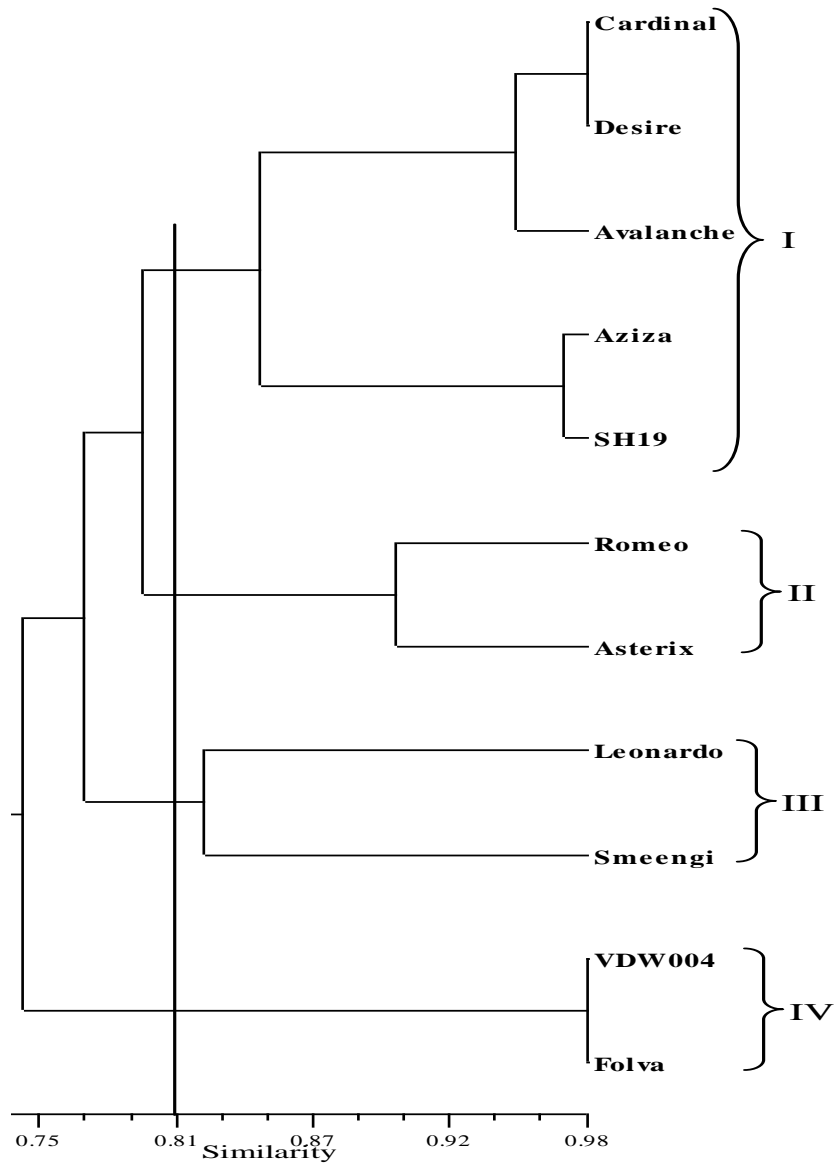 Cardinal
Desire
Avalanche
I
Aziza
SH19
Romeo
II
Asterix
Leonardo
III
Smeengi
VDW004
IV
Folva
0.75 0.81 0.87 0.92 0.98
Similarity